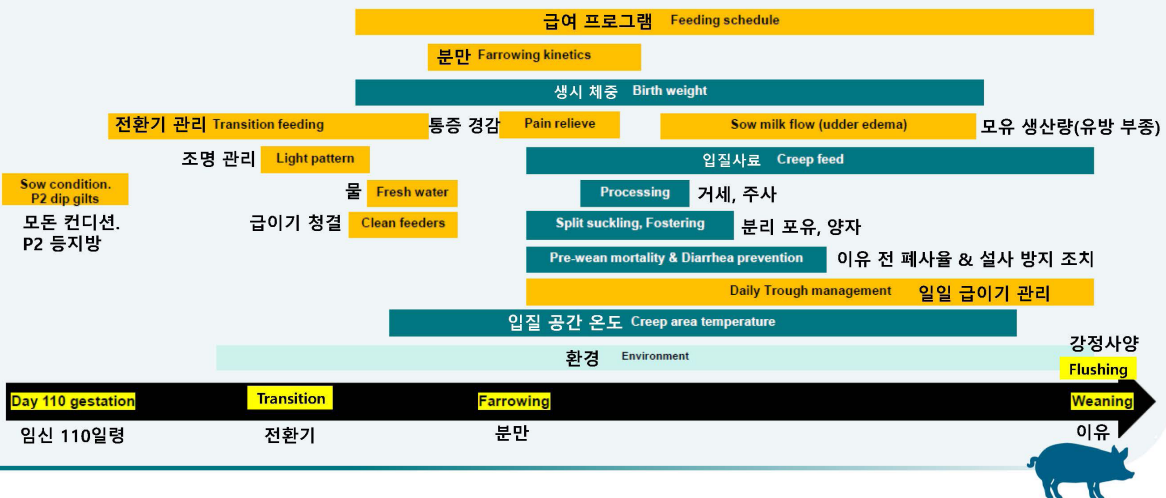 급여 프로그램 Feeding schedule
분만 Farrowing kinetics
생시 체중 Birth weight
전환기 관리 Transition feeding
통증 경감 Pain relieve
Sow milk flow (udder edema) 모유 생산량(유방 부종)
조명 관리 Light pattern
입질사료 Creep feed
Sow condition.
P2 dip gilts
모돈 컨디션.
P2 등지방
물 Fresh water
Processing 거세, 주사
급이기 청결 Clean feeders
Split suckling, Fostering 분리 포유, 양자
Pre-wean mortality & Diarrhea prevention 이유 전 폐사율 & 설사 방지 조치
Daily Trough management 일일 급이기 관리
입질 공간 온도 Creep area temperature
환경 Environment
강정사양
Flushing
Day 110 gestation
Transition
Farrowing
Weaning
임신 110일령
전환기
분만
이유